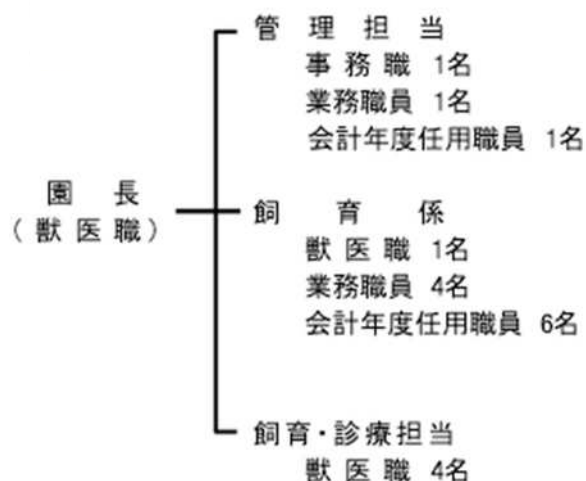 園長
(獣医職)
管理担当
事務職 1名
業務職員 1名
会計年度任用職員 1名
飼育係
獣医職 1名
業務職員 4名
会計年度任用職員 6名
飼育・診療担当
獣医職 4名